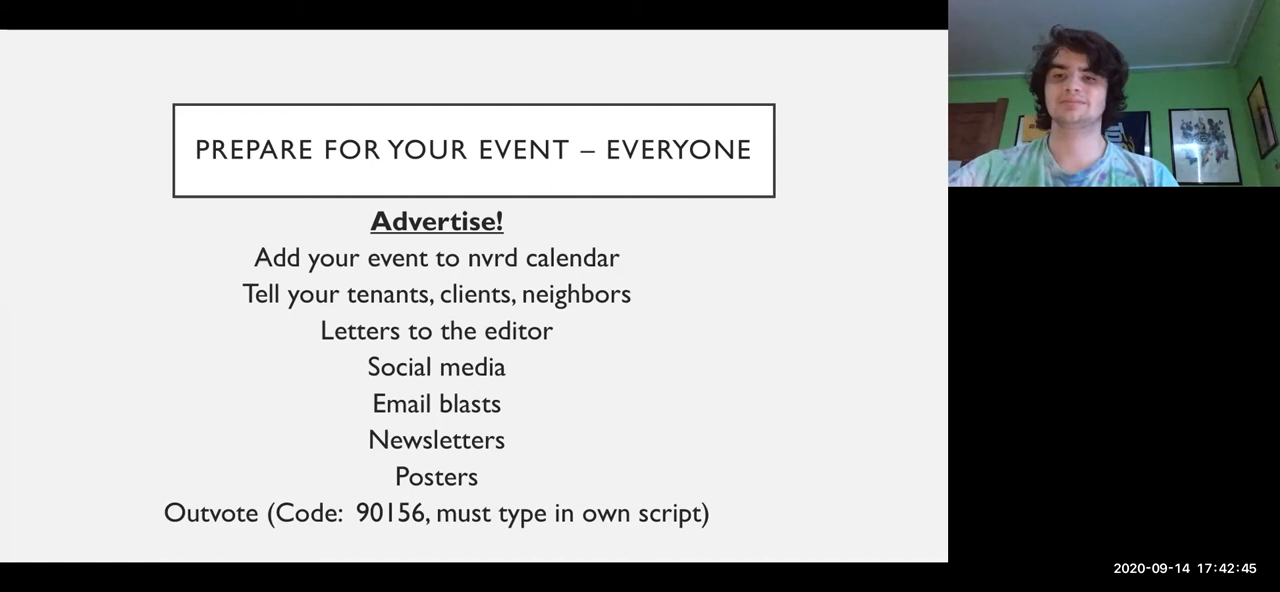 PREPARE FOR YOUR EVENT – EVERYONE
Advertise!
Add your event to nvrd calendar
Tell your tenants, clients, neighbors
Letters to the editor
Social media
Email blasts
Newsletters
Posters
Outvote (Code:  90156, must type in own script)
2020-09-14 17:42:45